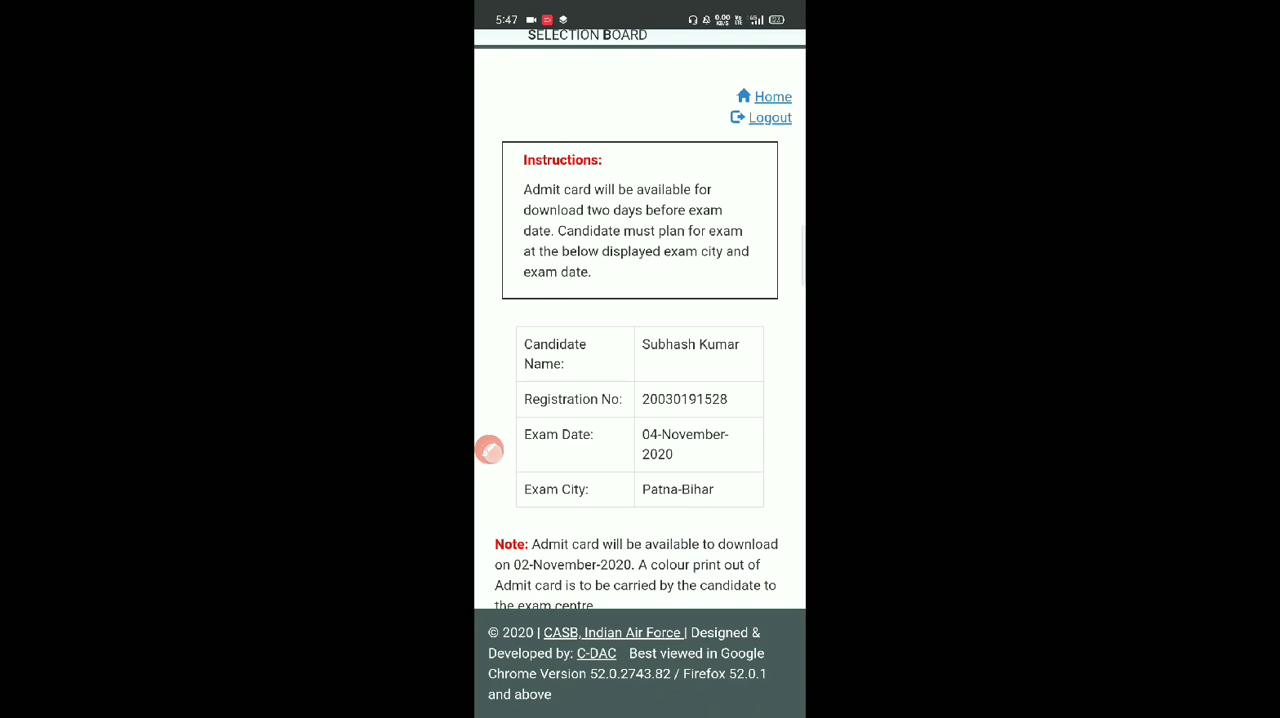 5:47
0.00 KB/S
SELECTION BOARD
Home
Logout
Instructions:
Admit card will be available for
download two days before exam
date. Candidate must plan for exam
at the below displayed exam city and
exam date.
Candidate Name: Subhash Kumar
Registration No: 20030191528
Exam Date: 04-November-2020
Exam City: Patna-Bihar
Note: Admit card will be available to download
on 02-November-2020. A colour print out of
Admit card is to be carried by the candidate to
the exam centre
© 2020 | CASB, Indian Air Force | Designed &
Developed by: C-DAC Best viewed in Google
Chrome Version 52.0.2743.82 / Firefox 52.0.1
and above